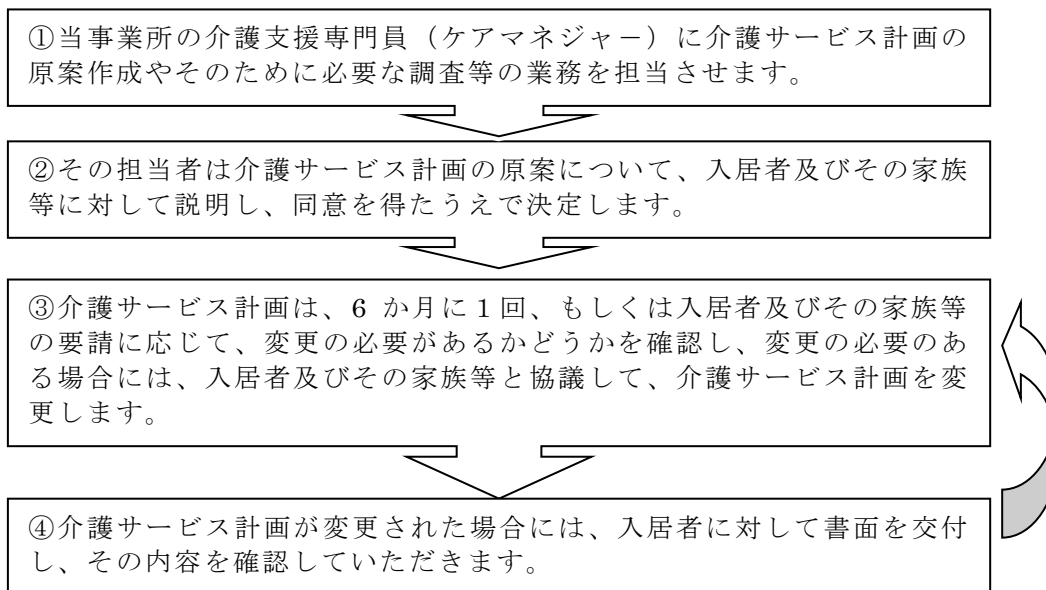 ①当事業所の介護支援専門員（ケアマネジャー）に介護サービス計画の
原案作成やそのために必要な調査等の業務を担当させます。
②その担当者は介護サービス計画の原案について、入居者及びその家族
等に対して説明し、同意を得たうえで決定します。
③介護サービス計画は、6 か月に１回、もしくは入居者及びその家族等
の要請に応じて、変更の必要があるかどうかを確認し、変更の必要のあ
る場合には、入居者及びその家族等と協議して、介護サービス計画を変
更します。
④介護サービス計画が変更された場合には、入居者に対して書面を交付
し、その内容を確認していただきます。